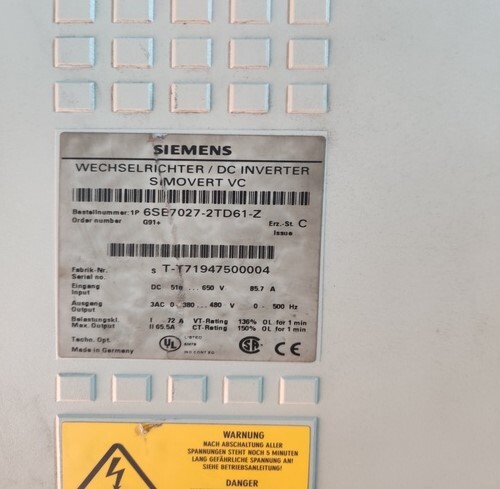 SIEMENS
WECHSELRICHTER / DC INVERTER
SIMOVERT VC
Bestellnummer: 1P 6SE7027-2TD61-Z
Order number G91+ Erz.-St. C
Issue
Fabrik-Nr. S T-T71947500004
Serial number
Eingang DC 510 ... 650 V 85.7 A
Input
Ausgang 3AC 0 - 380 - 480 V 0 - 500 Hz
Output
Belastungskl. I 72 A VT-Rating 136% OL for 1 min
Max. Output II 65.5A CT-Rating 150% OL for 1 min
Techn. Opt.
Made in Germany
UL LISTED
SA CE
WARNUNG
NACH ABSCHALTUNG ALLER
SPANNUNGEN STEHT NOCH 5 MINUTEN
LANG GEFÄHRLICHE SPANNUNG AN!
SIEHE BETRIEBSANLEITUNG!
DANGER